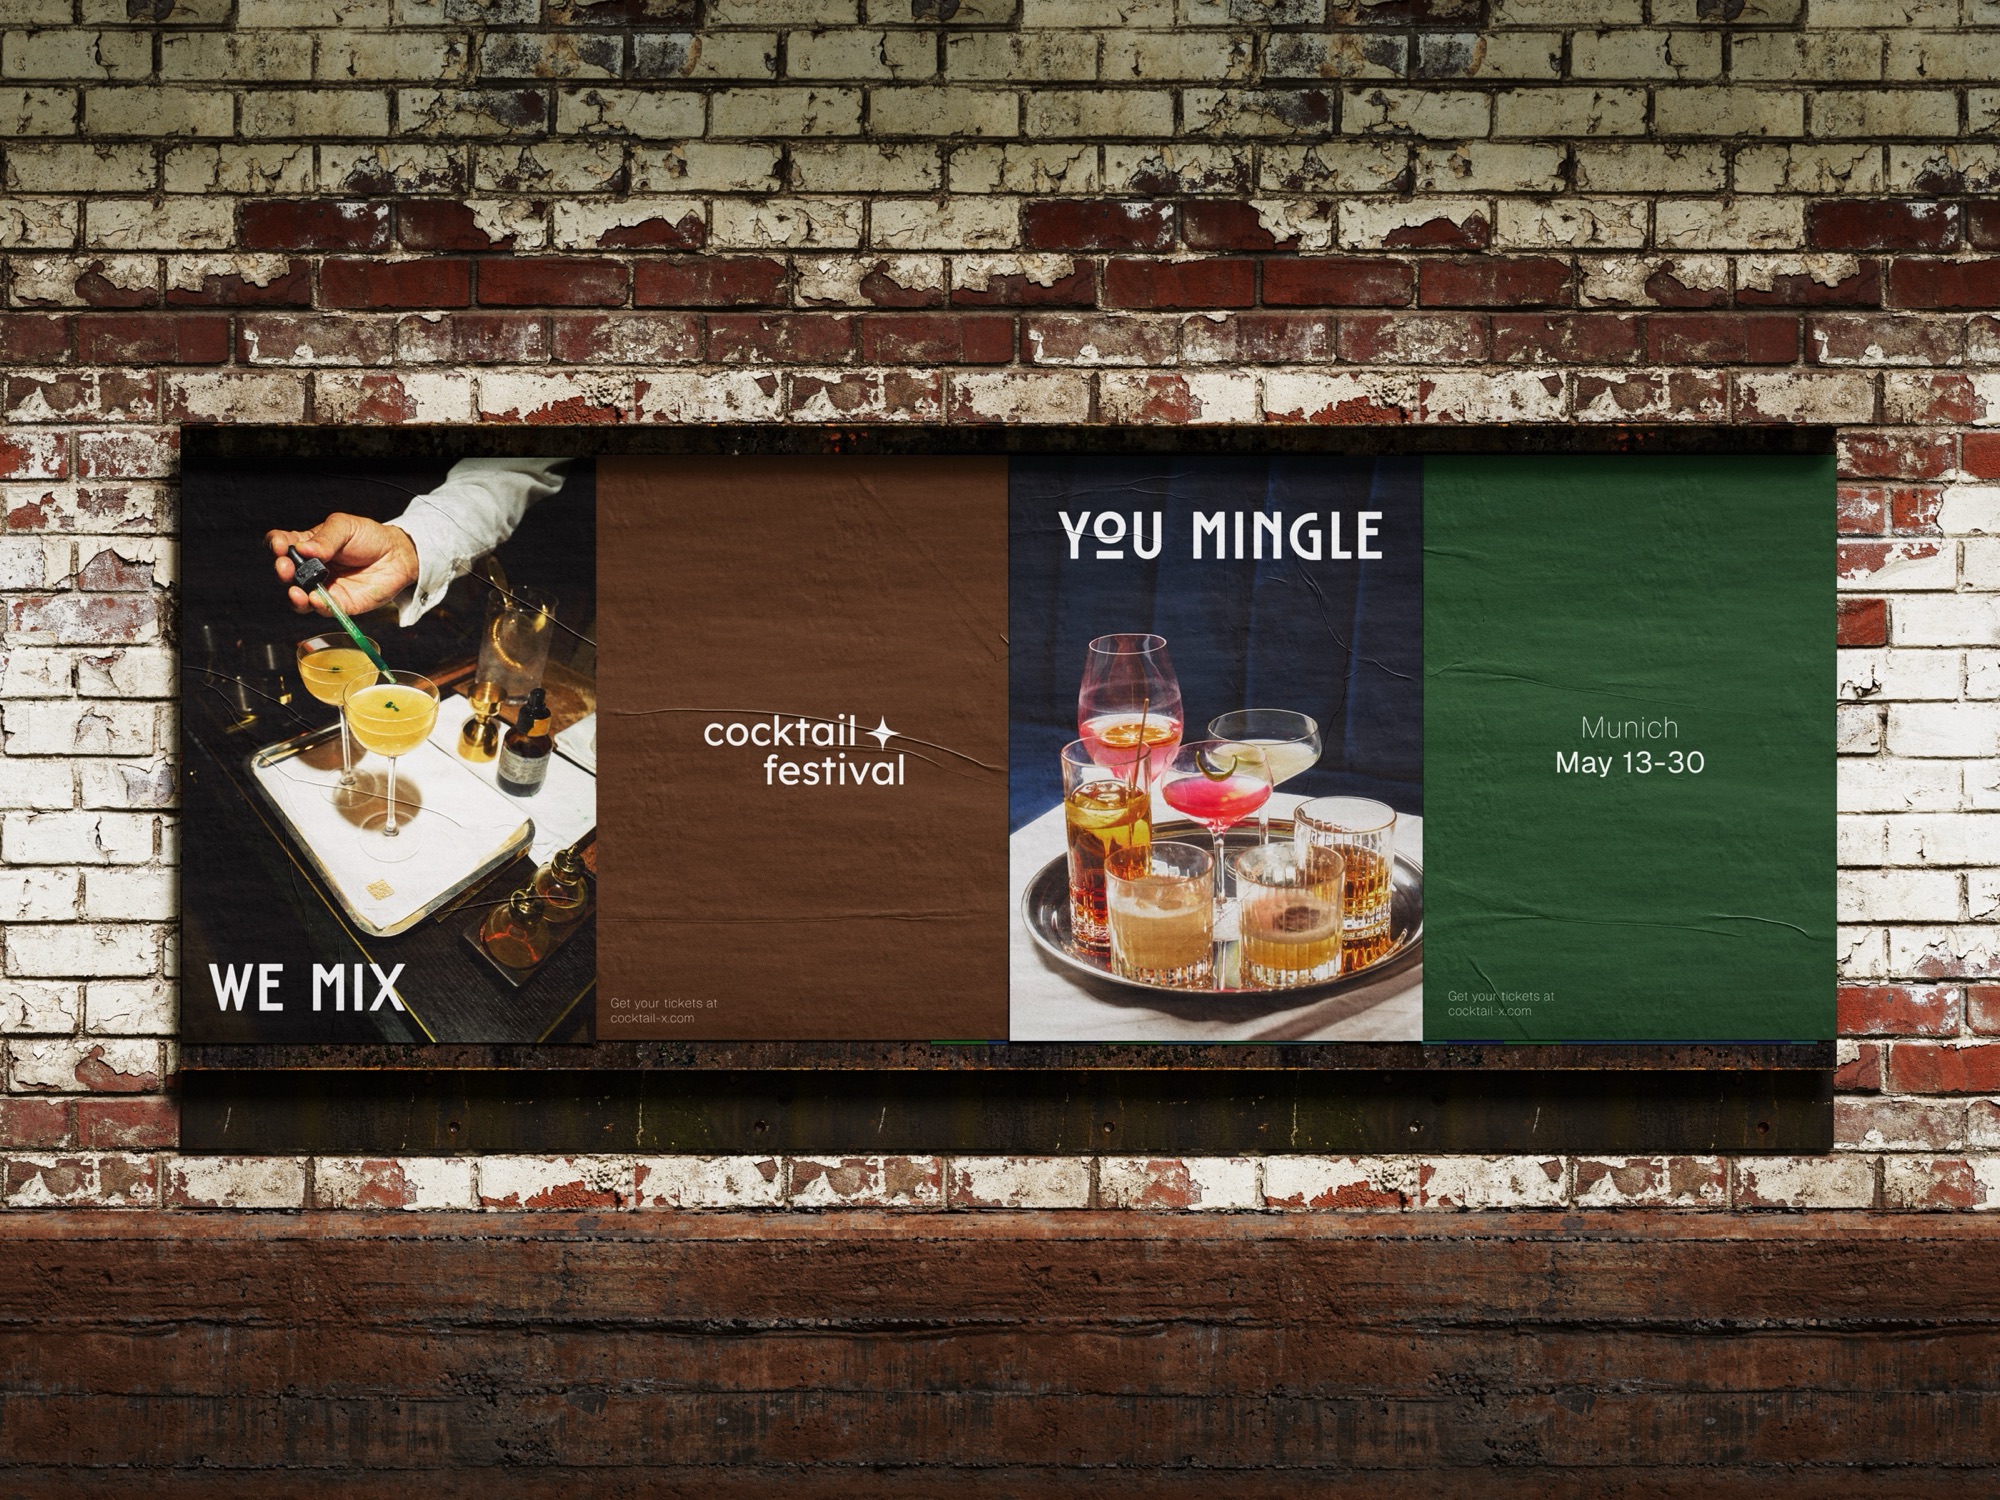 WE MIX
cocktail
festival
Get your tickets at
cocktail-x.com
YOU MINGLE
Munich
May 13-30
Get your tickets at
cocktail-x.com